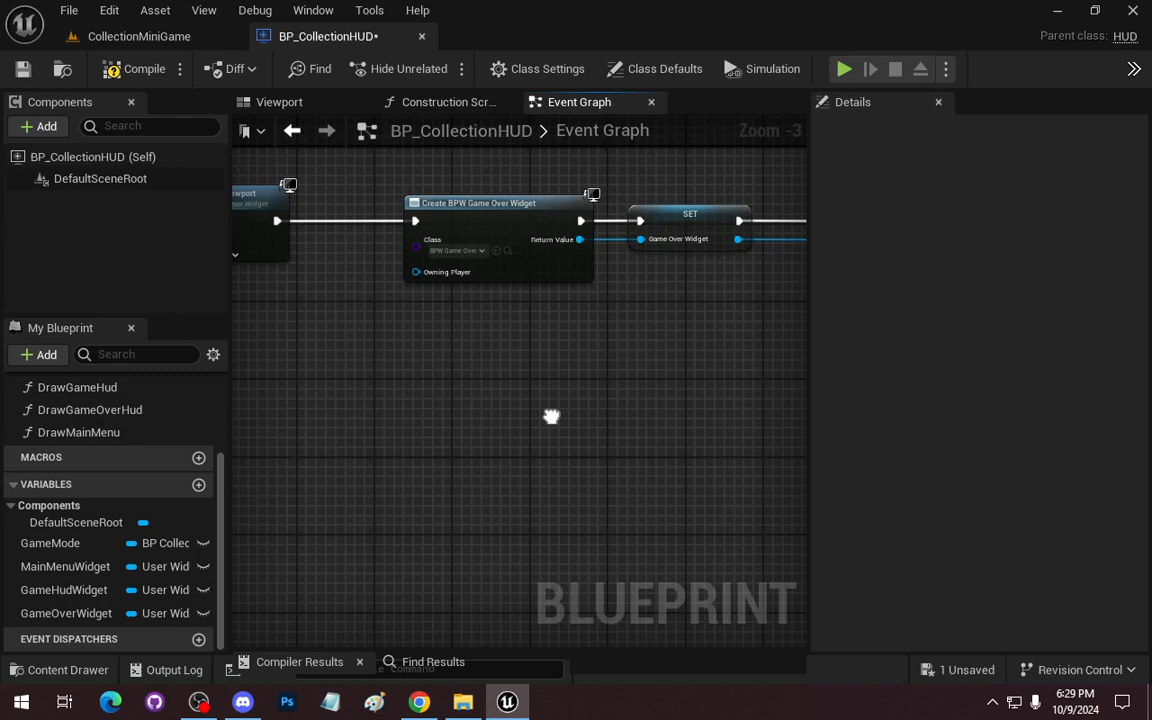 File Edit Asset View Debug Window Tools Help
CollectionMiniGame
BP_CollectionHUD*
Parent class: HUD
Compile
Diff
Find
Hide Unrelated
Class Settings
Class Defaults
Simulation
Components
Viewport
Construction Scr...
Event Graph
Details
Add
Search
BP_CollectionHUD > Event Graph
Zoom -3
BP_CollectionHUD (Self)
DefaultSceneRoot
Create BPW Game Over Widget
Class
BPW Game Over
Return Value
Owning Player
SET
Game Over Widget
My Blueprint
Add
Search
DrawGameHud
DrawGameOverHud
DrawMainMenu
MACROS
VARIABLES
Components
DefaultSceneRoot
GameMode BP Collec
MainMenuWidget User Wid
GameHudWidget User Wid
GameOverWidget User Wid
EVENT DISPATCHERS
BLUEPRINT
Compiler Results
Find Results
Content Drawer
Output Log
1 Unsaved
Revision Control
6:29 PM
10/9/2024